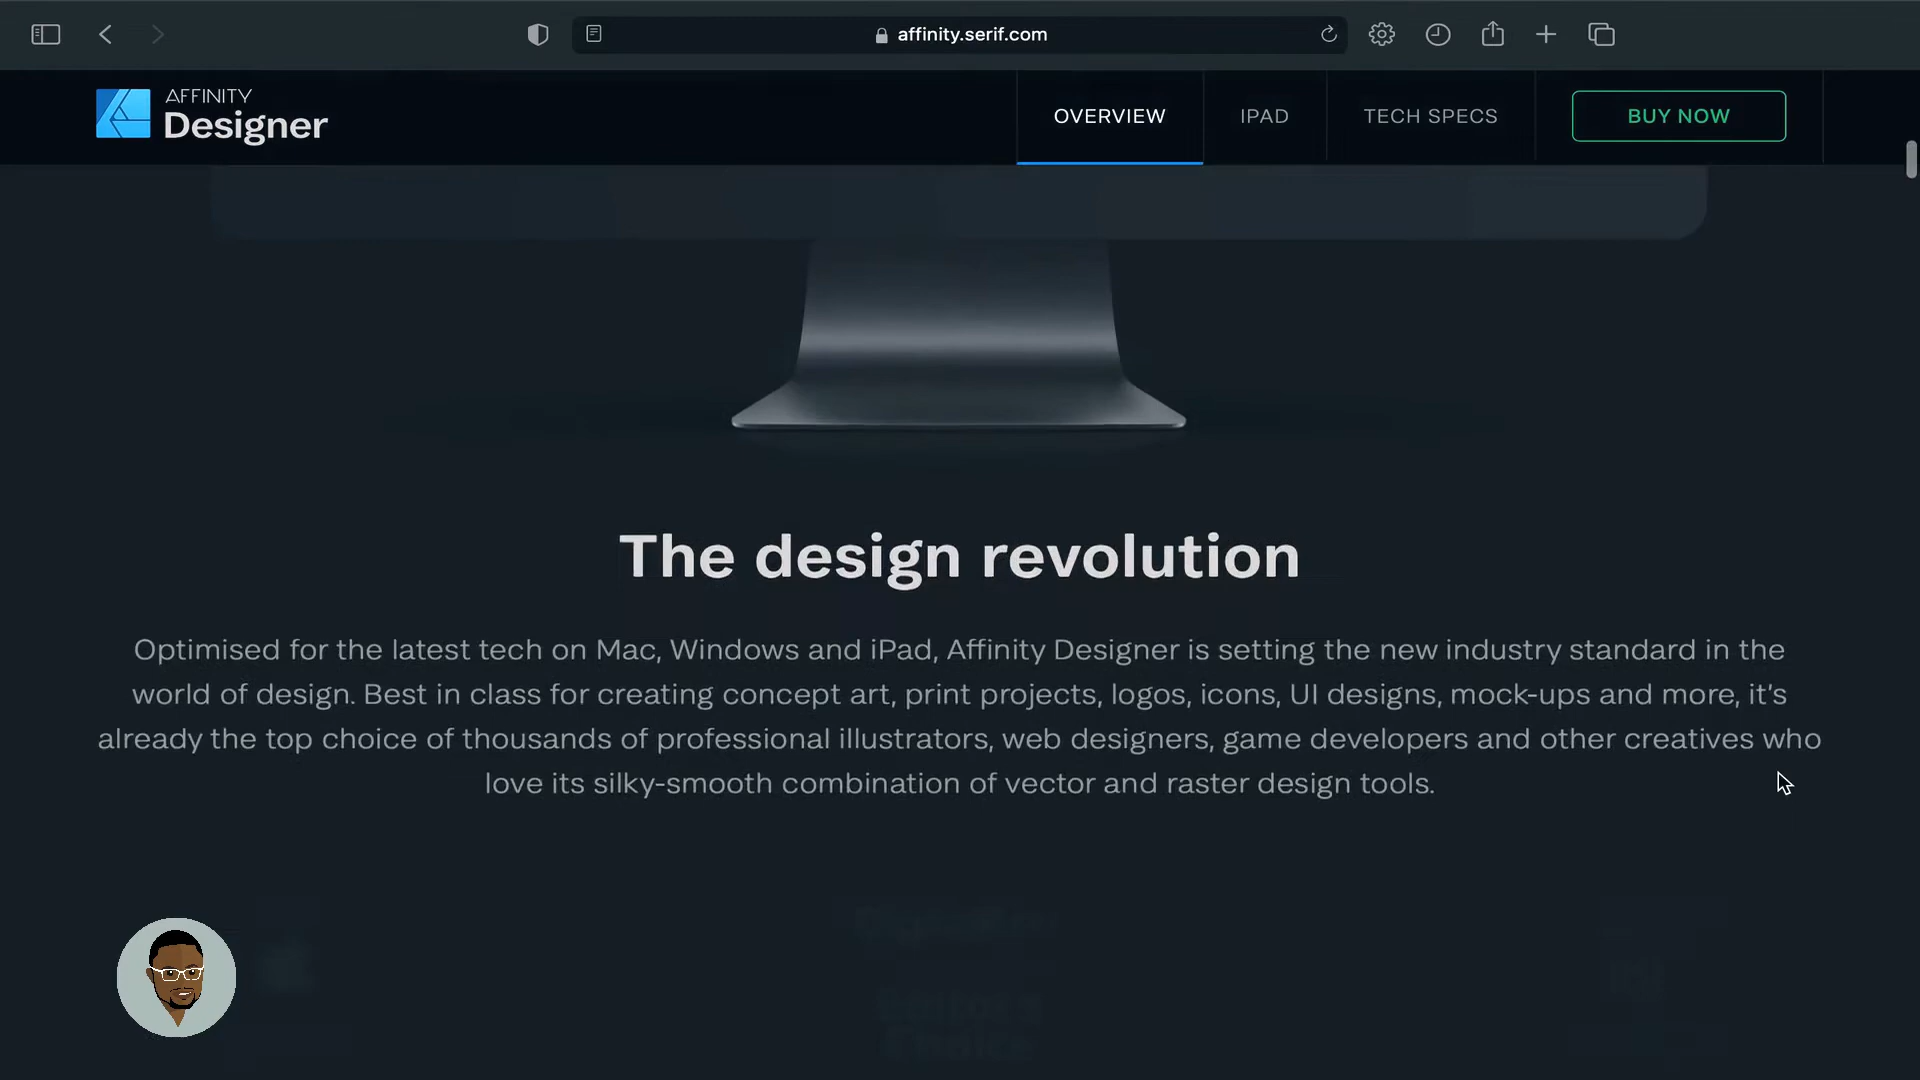 affinity.serif.com
AFFINITY
Designer
OVERVIEW
IPAD
TECH SPECS
BUY NOW
The design revolution
Optimised for the latest tech on Mac, Windows and iPad, Affinity Designer is setting the new industry standard in the
world of design. Best in class for creating concept art, print projects, logos, icons, UI designs, mock-ups and more, it's
already the top choice of thousands of professional illustrators, web designers, game developers and other creatives who
love its silky-smooth combination of vector and raster design tools.